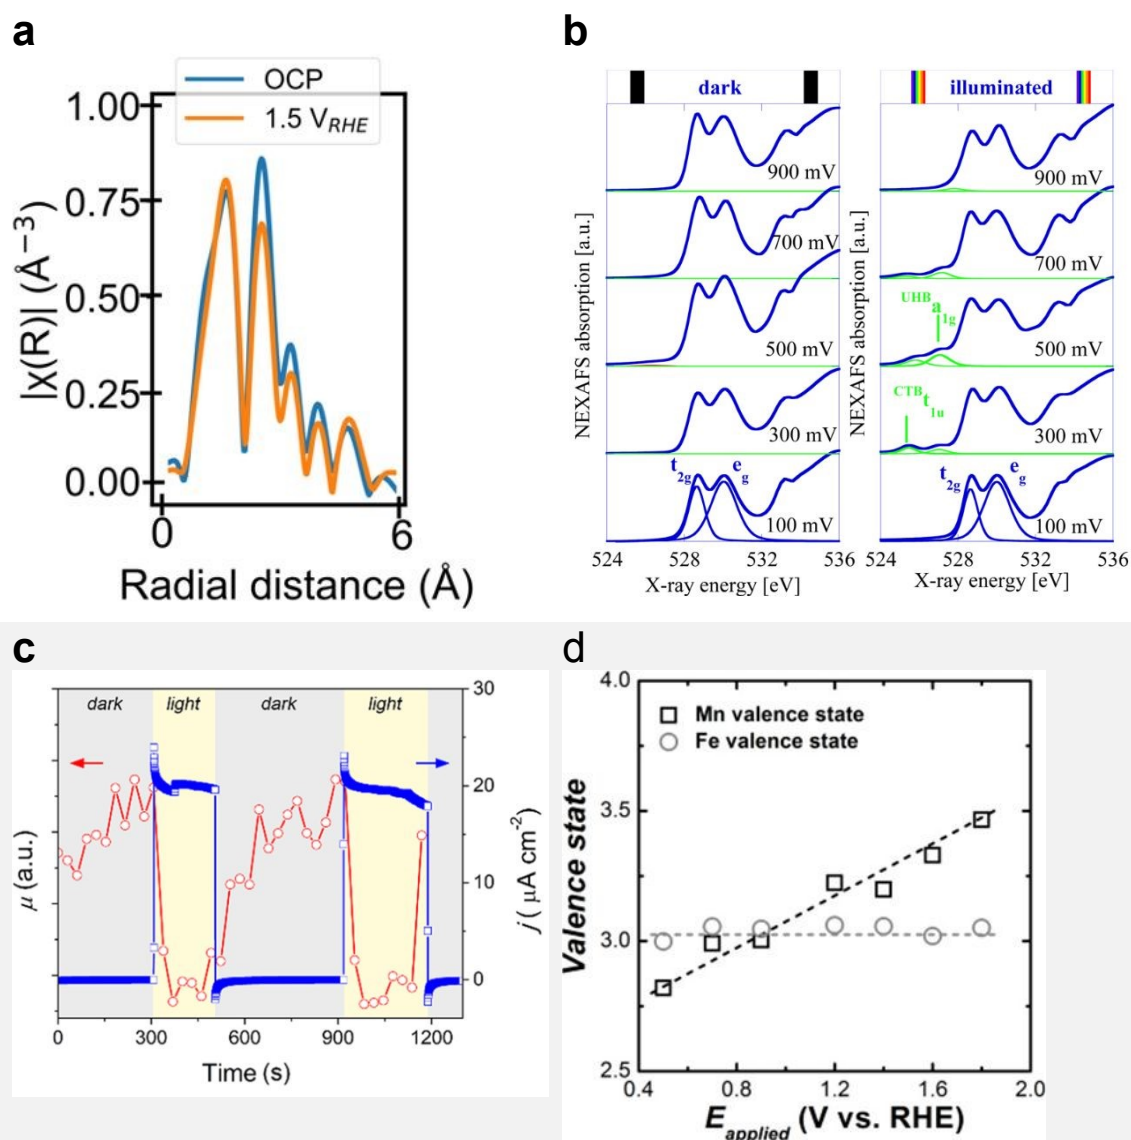 a
OCP
1.5 V_RHE
1.00
0.75
0.50
0.25
0.00
|χ(R)| (Å⁻³)
0
6
Radial distance (Å)
b
dark
illuminated
900 mV
700 mV
500 mV
300 mV
t2g
eg
100 mV
NEXAFS absorption [a.u.]
524 528 532 536
X-ray energy [eV]
900 mV
700 mV
UHB a1g
500 mV
CTB t1u
300 mV
t2g
eg
100 mV
NEXAFS absorption [a.u.]
524 528 532 536
X-ray energy [eV]
c
dark light dark light
30
20
10
0
μ (a.u.)
j ( μA cm⁻²)
0 300 600 900 1200
Time (s)
d
4.0
3.5
3.0
2.5
Mn valence state
Fe valence state
Valence state
0.4 0.8 1.2 1.6 2.0
E_applied (V vs. RHE)